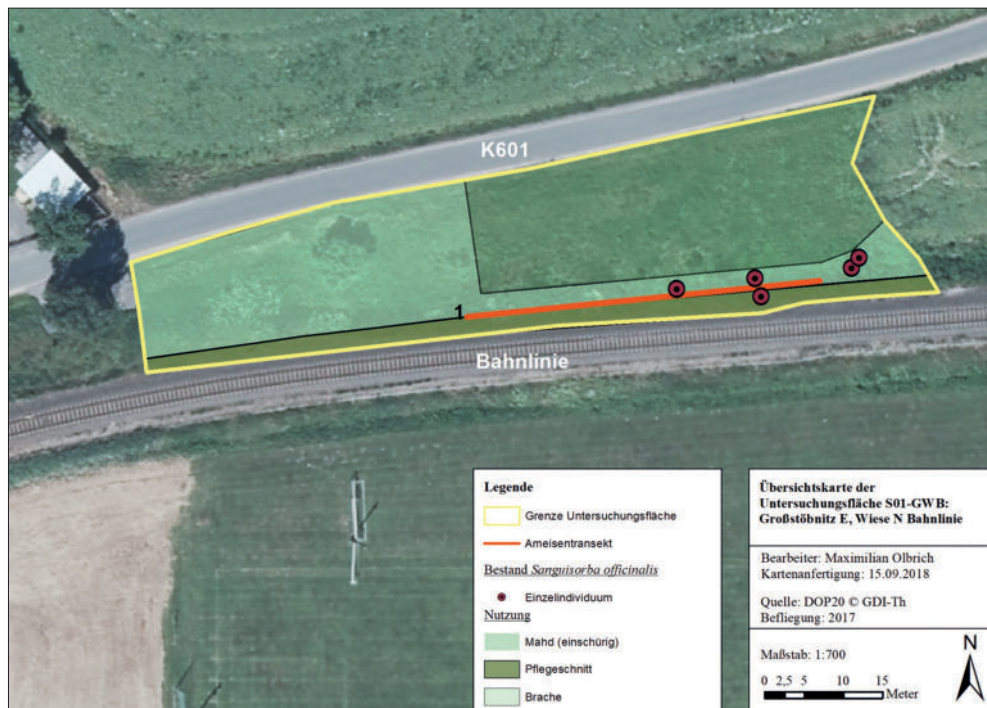 K601
1
Bahnlinie
Legende
Grenze Untersuchungsfläche
Ameisentransekt
Bestand Sanguisorba officinalis
Einzelindividuum
Nutzung
Mahd (einschürig)
Pflegeschnitt
Brache
Übersichtskarte der
Untersuchungsfläche S01-GWB:
Großstöbnitz E, Wiese N Bahnlinie
Bearbeiter: Maximilian Olbrich
Kartenanfertigung: 15.09.2018
Quelle: DOP20 © GDI-Th
Befliegung: 2017
Maßstab: 1:700
N
0 2,5 5 10 15
Meter